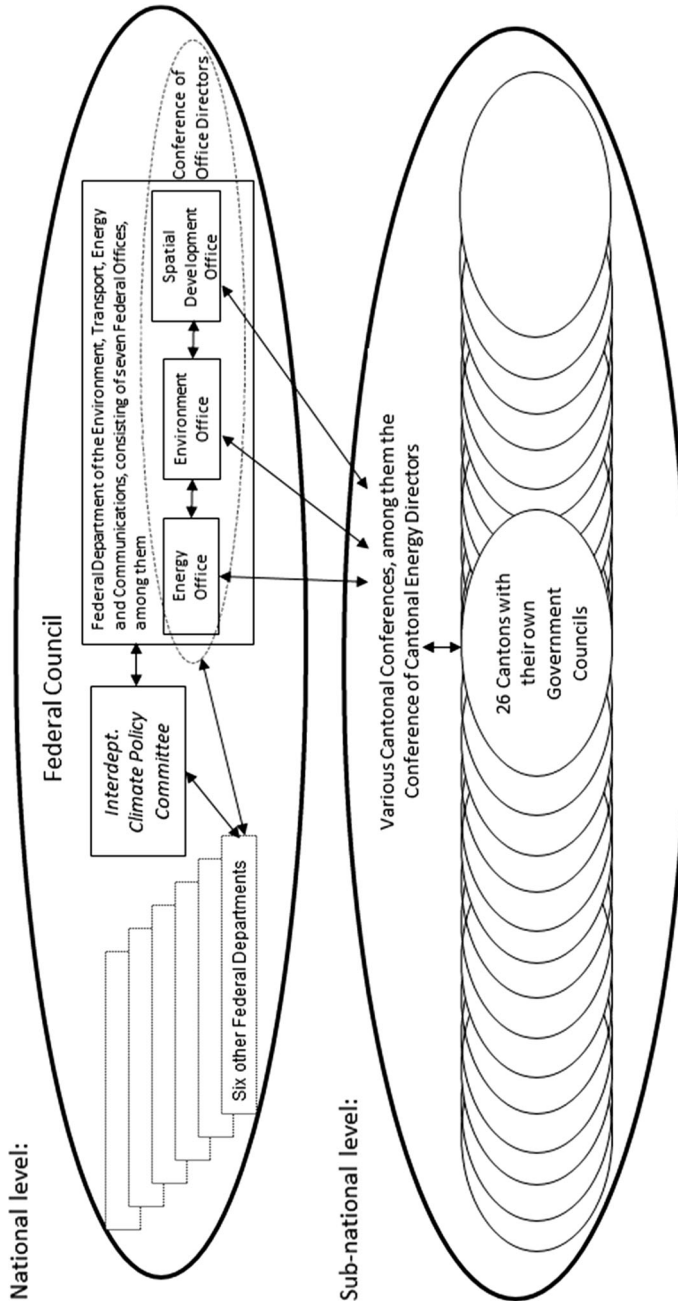 National level:
Federal Council
Federal Department of the Environment, Transport, Energy
and Communications, consisting of seven Federal Offices,
among them
Interdept.
Climate Policy
Committee
Energy
Office
Environment
Office
Spatial
Development
Office
Conference of
Office Directors
Six other Federal Departments
Sub-national level:
Various Cantonal Conferences, among them the
Conference of Cantonal Energy Directors
26 Cantons with
their own
Government
Councils